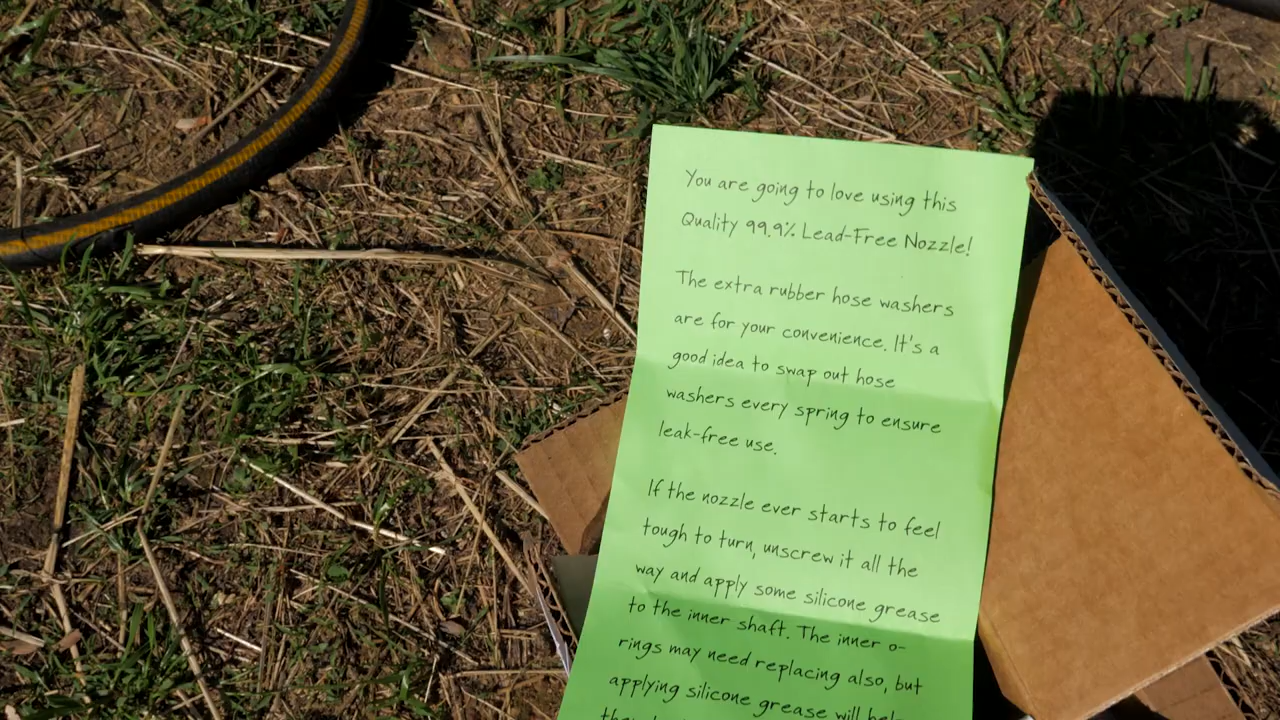 You are going to love using this
Quality 99.9% Lead-Free Nozzle!
The extra rubber hose washers
are for your convenience. It's a
good idea to swap out hose
washers every spring to ensure
leak-free use.
If the nozzle ever starts to feel
tough to turn, unscrew it all the
way and apply some silicone grease
to the inner shaft. The inner o-
rings may need replacing also, but
applying silicone grease will help